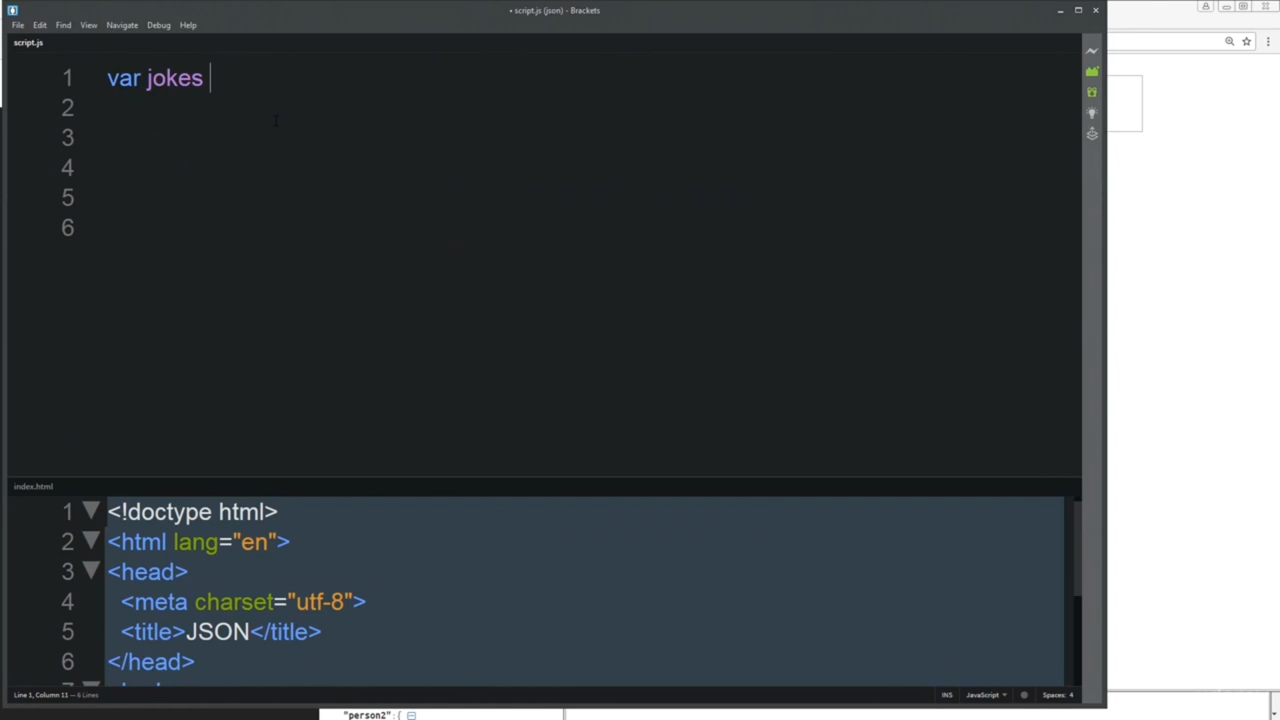 • script.js (json) - Brackets
File Edit Find View Navigate Debug Help
script.js
1 var jokes
2
3
4
5
6
index.html
1 <!doctype html>
2 <html lang="en">
3 <head>
4 <meta charset="utf-8">
5 <title>JSON</title>
6 </head>
Line 1, Column 11 — 6 Lines
INS JavaScript Spaces: 4
"person2":{